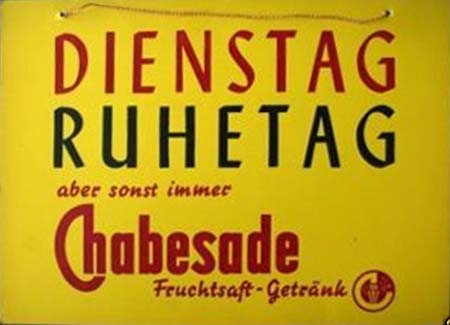 DIENSTAG
RUHETAG
aber sonst immer
Chabesade
Fruchtsaft-Getränk